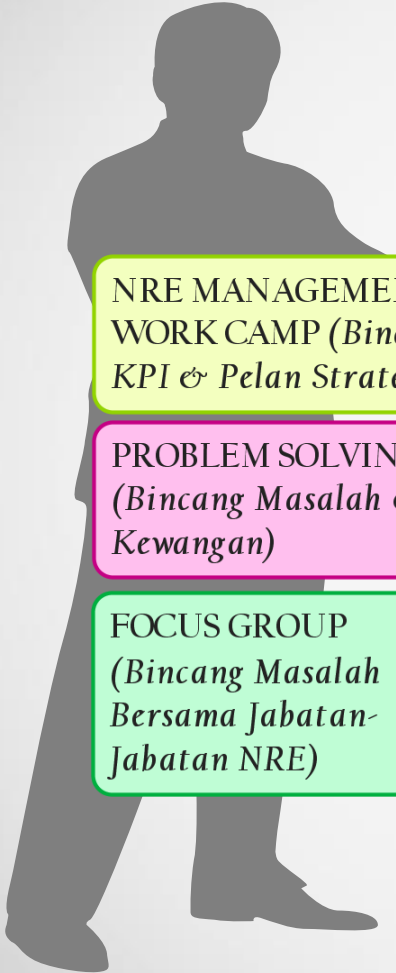 NRE
WORK CAMP
KPI & Pelan
PROBLEM
(Bincang Masalah
Kewangan)
FOCUS GROUP
(Bincang Masalah
Bersama Jabatan-
Jabatan NRE)